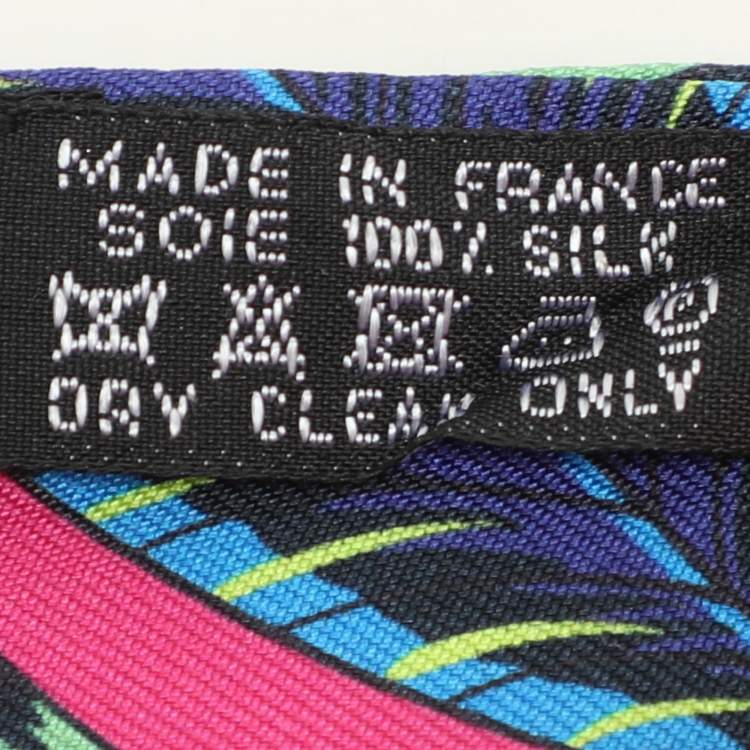 MADE IN FRANCE
SOIE 100% SILK
DRY CLEAN ONLY